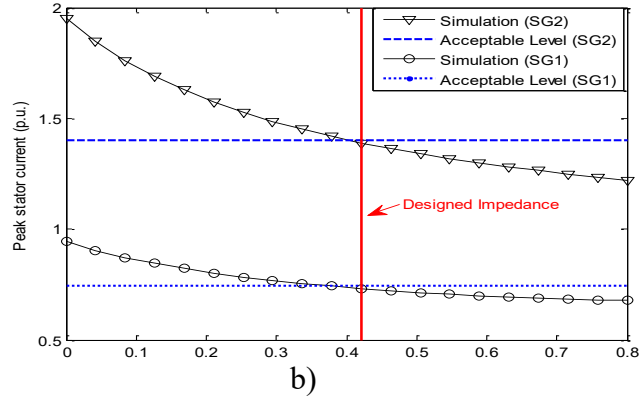 2
1.5
1
0.5
Peak stator current (p.u.)
Simulation (SG2)
Acceptable Level (SG2)
Simulation (SG1)
Acceptable Level (SG1)
Designed Impedance
0 0.1 0.2 0.3 0.4 0.5 0.6 0.7 0.8
b)